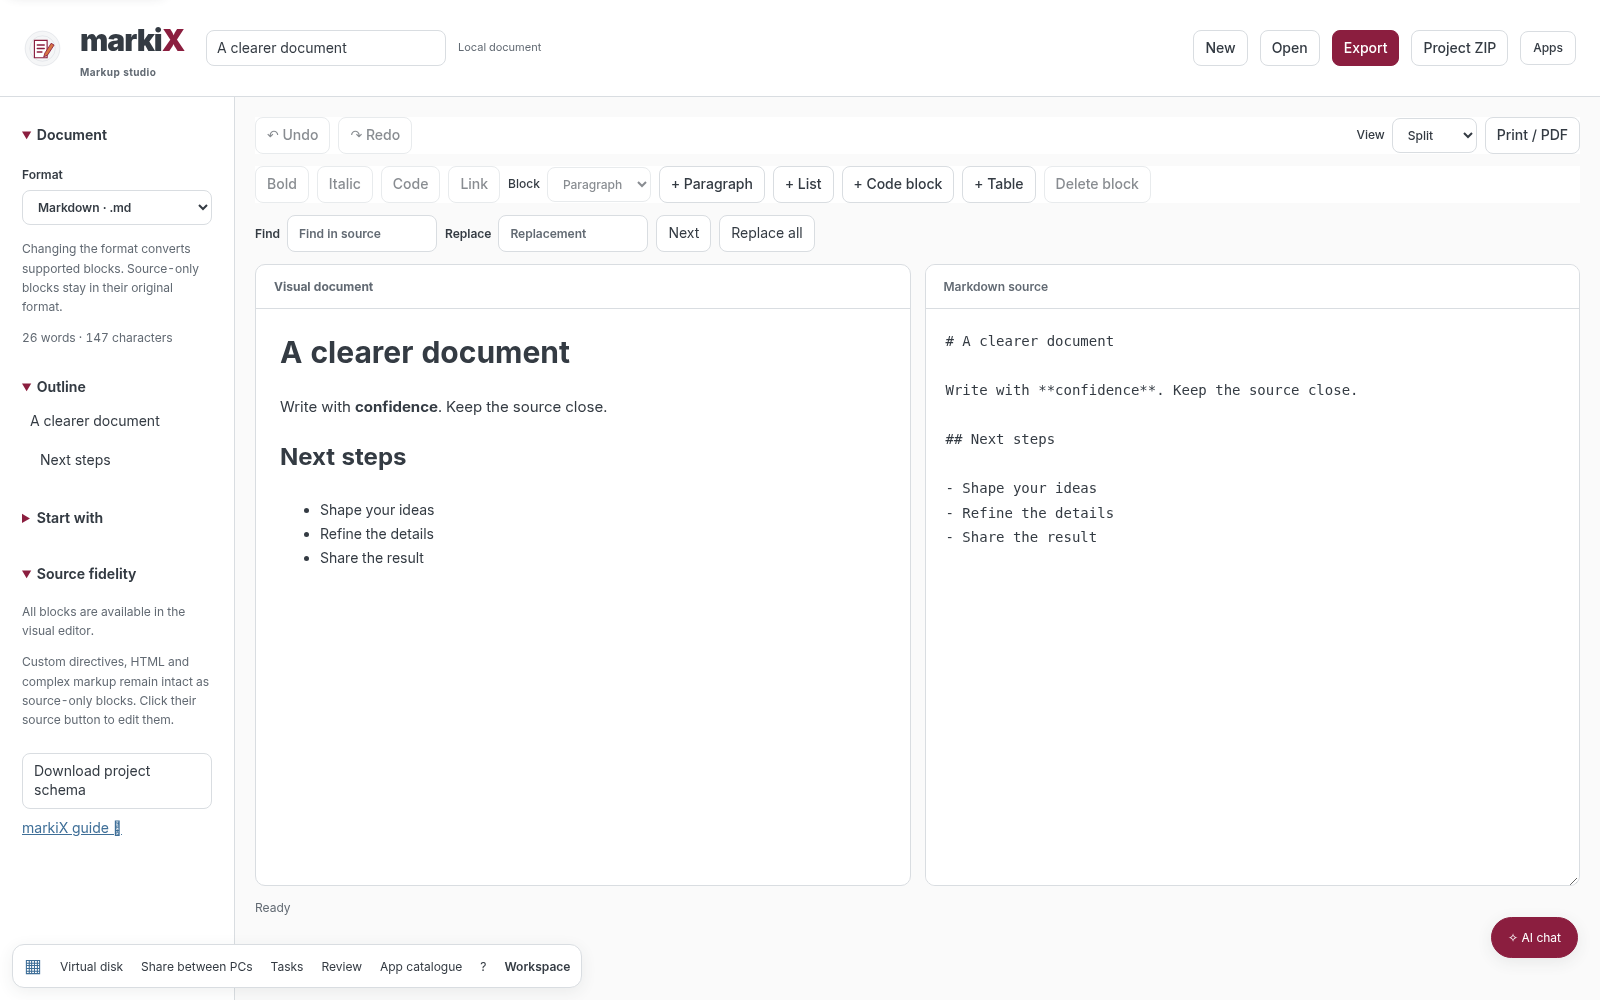 markiX
Markup studio
A clearer document
Local document
New
Open
Export
Project ZIP
Apps
Document
Format
Markdown · .md
Changing the format converts
supported blocks. Source-only
blocks stay in their original
format.
26 words · 147 characters
Outline
A clearer document
Next steps
Start with
Source fidelity
All blocks are available in the
visual editor.
Custom directives, HTML and
complex markup remain intact as
source-only blocks. Click their
source button to edit them.
Download project
schema
markiX guide
↶ Undo
↷ Redo
View
Split
Print / PDF
Bold
Italic
Code
Link
Block
Paragraph
+ Paragraph
+ List
+ Code block
+ Table
Delete block
Find
Find in source
Replace
Replacement
Next
Replace all
Visual document
A clearer document
Write with confidence. Keep the source close.
Next steps
• Shape your ideas
• Refine the details
• Share the result
Markdown source
# A clearer document
Write with **confidence**. Keep the source close.
## Next steps
- Shape your ideas
- Refine the details
- Share the result
Ready
✧ AI chat
Virtual disk
Share between PCs
Tasks
Review
App catalogue
?
Workspace